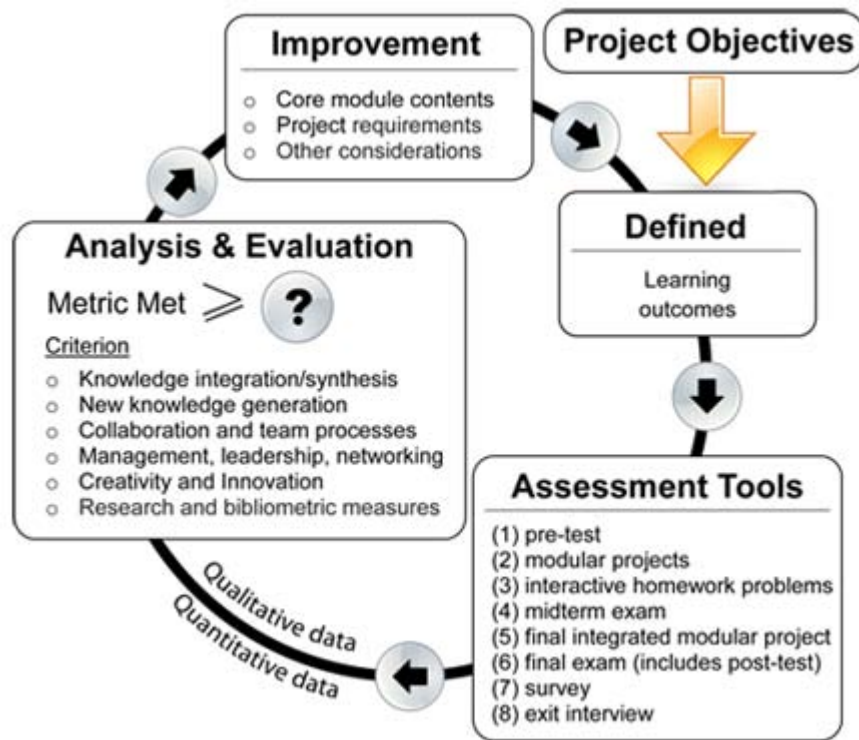 Project Objectives
Improvement
Core module contents
Project requirements
Other considerations
Defined
Learning
outcomes
Assessment Tools
(1) pre-test
(2) modular projects
(3) interactive homework problems
(4) midterm exam
(5) final integrated modular project
(6) final exam (includes post-test)
(7) survey
(8) exit interview
Qualitative data
Quantitative data
Analysis & Evaluation
Metric Met ⩾ ?
Criterion
Knowledge integration/synthesis
New knowledge generation
Collaboration and team processes
Management, leadership, networking
Creativity and Innovation
Research and bibliometric measures